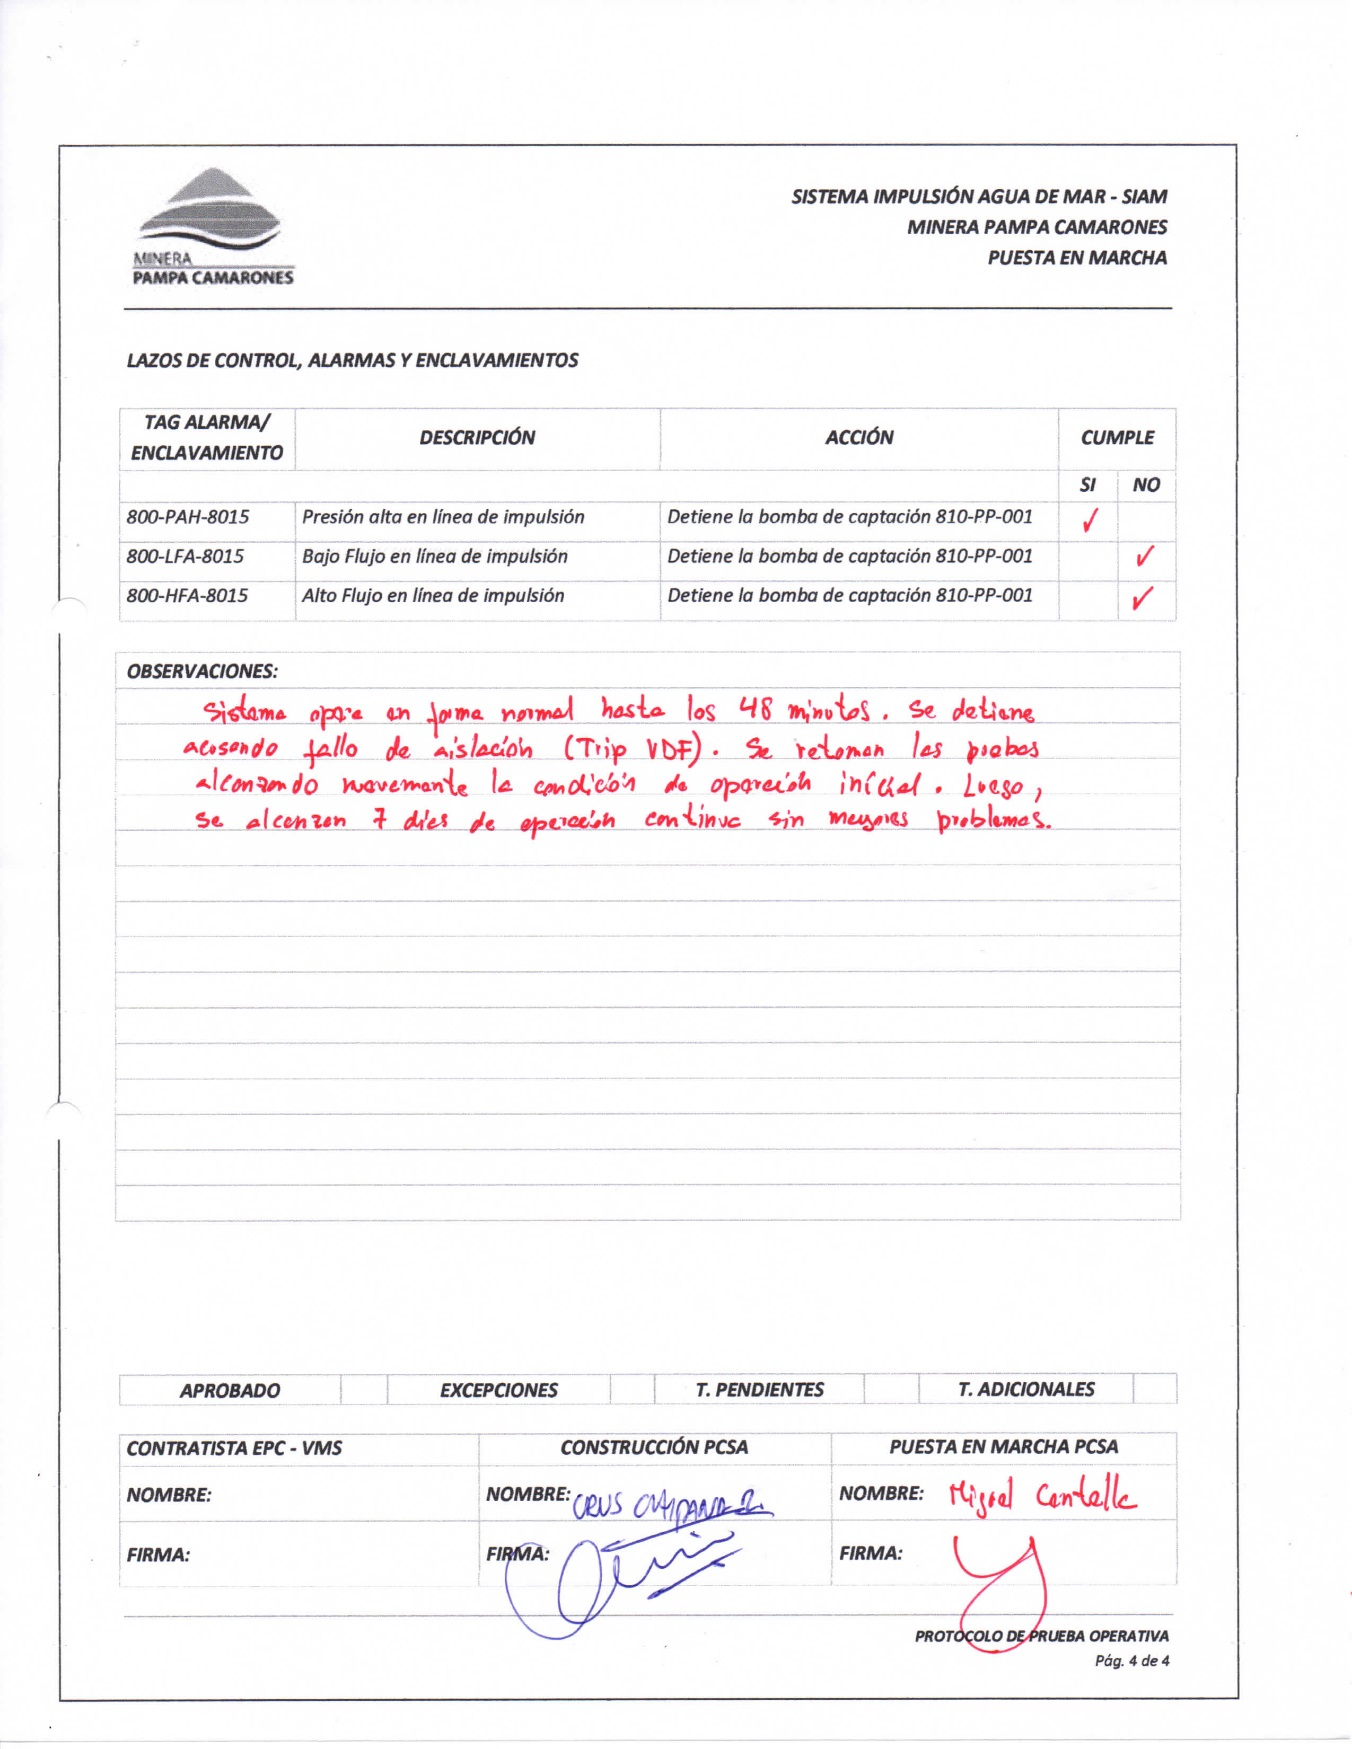 MINERA
PAMPA CAMARONES
SISTEMA IMPULSIÓN AGUA DE MAR - SIAM
MINERA PAMPA CAMARONES
PUESTA EN MARCHA
LAZOS DE CONTROL, ALARMAS Y ENCLAVAMIENTOS
TAG ALARMA/ ENCLAVAMIENTO DESCRIPCIÓN ACCIÓN CUMPLE
SI NO
800-PAH-8015 Presión alta en línea de impulsión Detiene la bomba de captación 810-PP-001 ✓
800-LFA-8015 Bajo Flujo en línea de impulsión Detiene la bomba de captación 810-PP-001 ✓
800-HFA-8015 Alto Flujo en línea de impulsión Detiene la bomba de captación 810-PP-001 ✓
OBSERVACIONES:
Sistema opera en forma normal hasta los 48 minutos. Se detiene
acusando fallo de aislación (Trip VDF). Se retoman las pruebas
alcanzando nuevamente la condición de operación inicial. Luego,
se alcanzan 7 días de operación continua sin mayores problemas.
APROBADO EXCEPCIONES T. PENDIENTES T. ADICIONALES
CONTRATISTA EPC - VMS CONSTRUCCIÓN PCSA PUESTA EN MARCHA PCSA
NOMBRE: NOMBRE: NOMBRE: Miguel
FIRMA: FIRMA: FIRMA:
PROTOCOLO DE PRUEBA OPERATIVA
Pág. 4 de 4